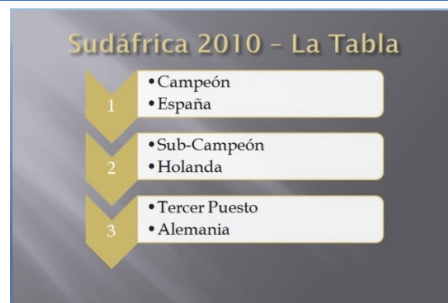 Sudáfrica 2010 – La Tabla
1
•Campeón
•España
2
•Sub-Campeón
•Holanda
3
•Tercer Puesto
•Alemania